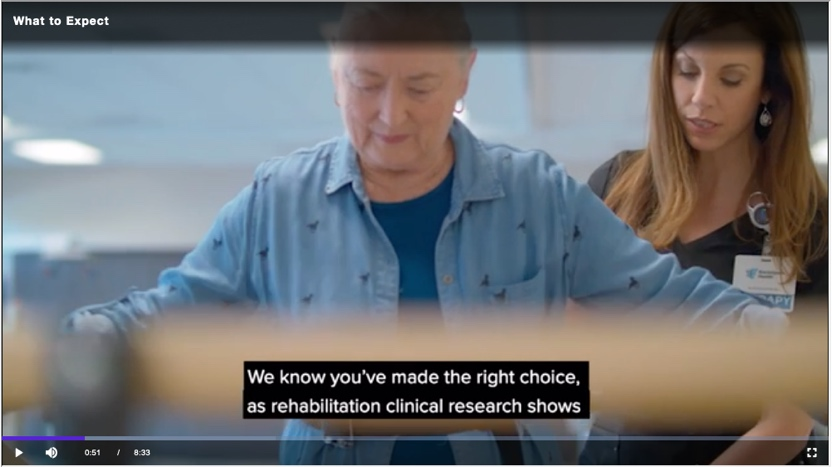 What to Expect
We know you've made the right choice,
as rehabilitation clinical research shows
0:51 / 8:33